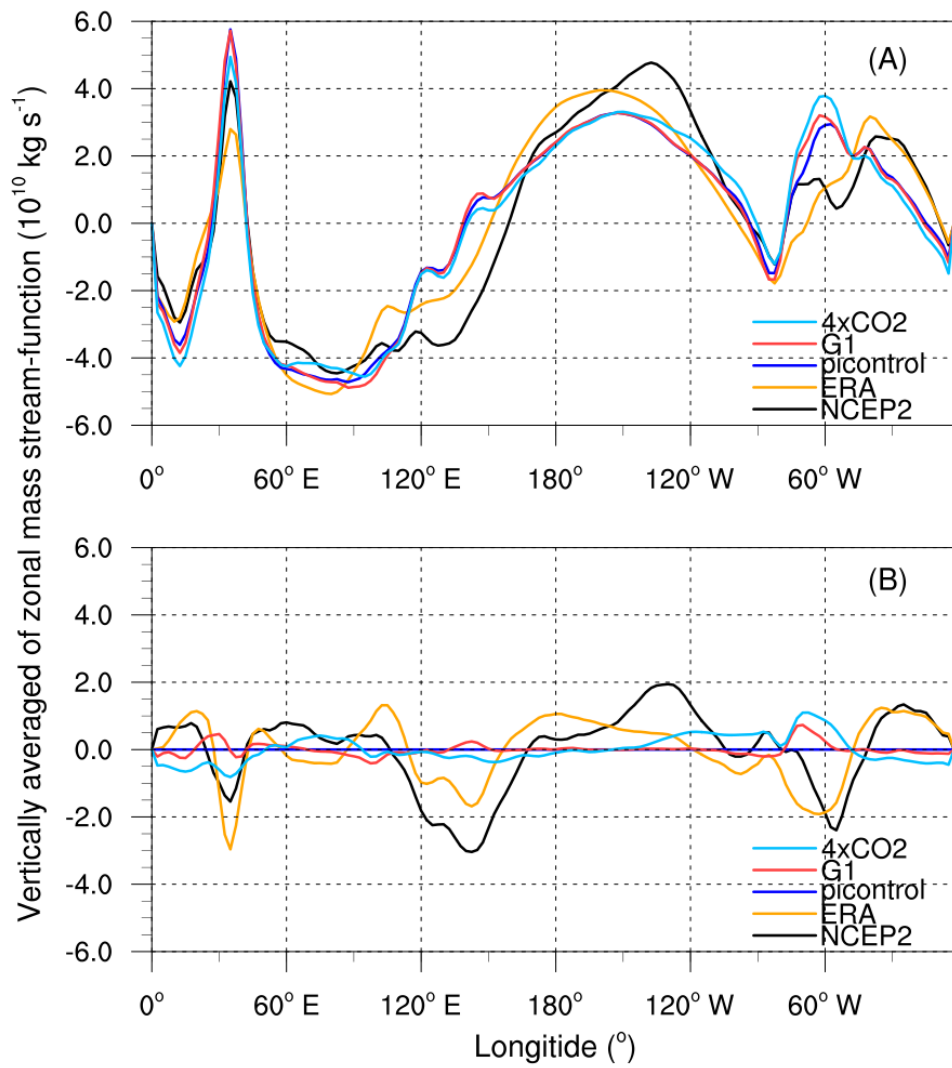 Vertically averaged of zonal mass stream-function (10¹⁰ kg s⁻¹)
6.0
4.0
2.0
0.0
-2.0
-4.0
-6.0
(A)
4xCO2
G1
picontrol
ERA
NCEP2
0° 60° E 120° E 180° 120° W 60° W
6.0
4.0
2.0
0.0
-2.0
-4.0
-6.0
(B)
4xCO2
G1
picontrol
ERA
NCEP2
0° 60° E 120° E 180° 120° W 60° W
Longitide (°)